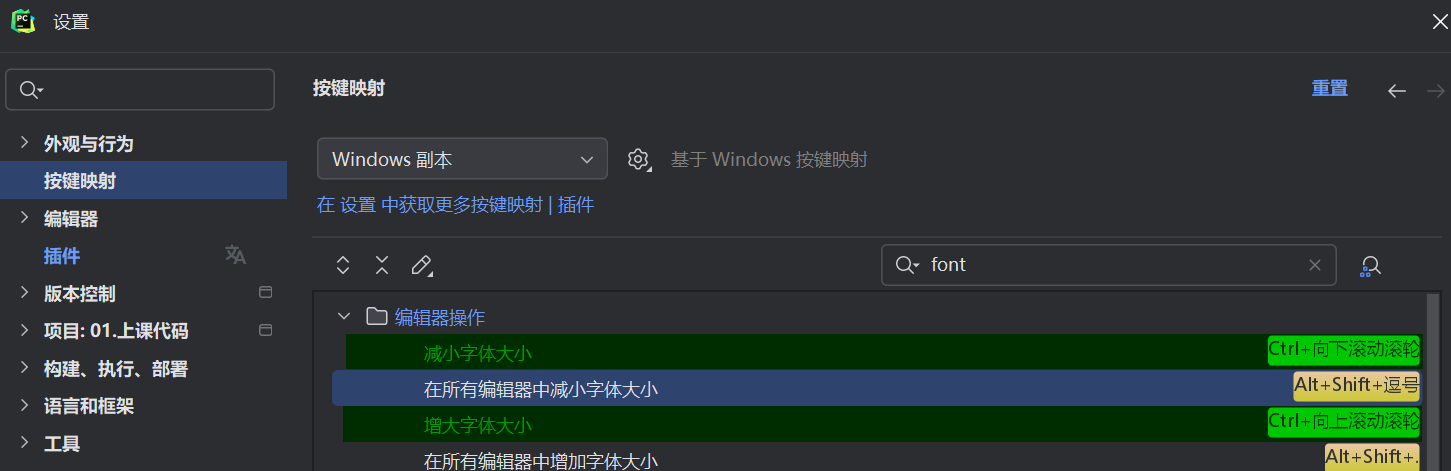 PC 设置
按键映射 重置
外观与行为
Windows 副本 基于 Windows 按键映射
按键映射
在 设置 中获取更多按键映射 | 插件
编辑器
插件
font
版本控制
编辑器操作
项目: 01.上课代码
减小字体大小 Ctrl+向下滚动滚轮
构建、执行、部署
在所有编辑器中减小字体大小 Alt+Shift+逗号
语言和框架
增大字体大小 Ctrl+向上滚动滚轮
工具
在所有编辑器中增加字体大小 Alt+Shift+.